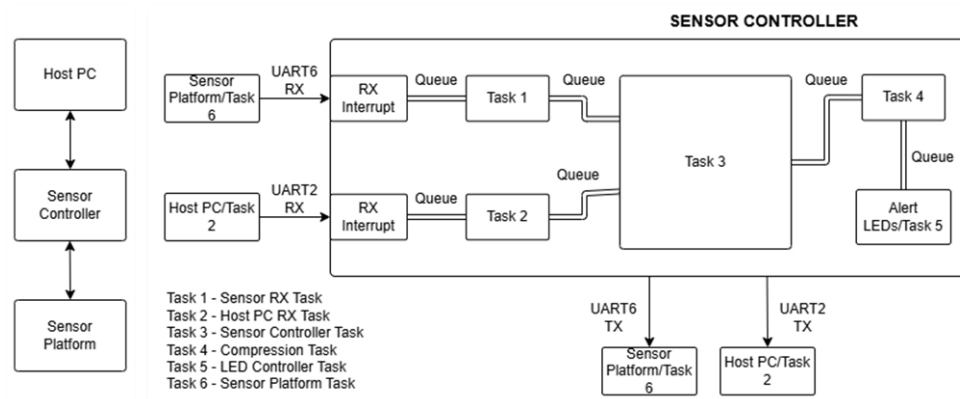 SENSOR CONTROLLER
Host PC
Sensor
Controller
Sensor
Platform
Sensor
Platform/Task
6
UART6
RX
RX
Interrupt
Queue
Task 1
Queue
Host PC/Task
2
UART2
RX
RX
Interrupt
Queue
Task 2
Queue
Task 3
Queue
Task 4
Queue
Alert
LEDs/Task 5
Task 1 - Sensor RX Task
Task 2 - Host PC RX Task
Task 3 - Sensor Controller Task
Task 4 - Compression Task
Task 5 - LED Controller Task
Task 6 - Sensor Platform Task
UART6
TX
UART2
TX
Sensor
Platform/Task
6
Host PC/Task
2